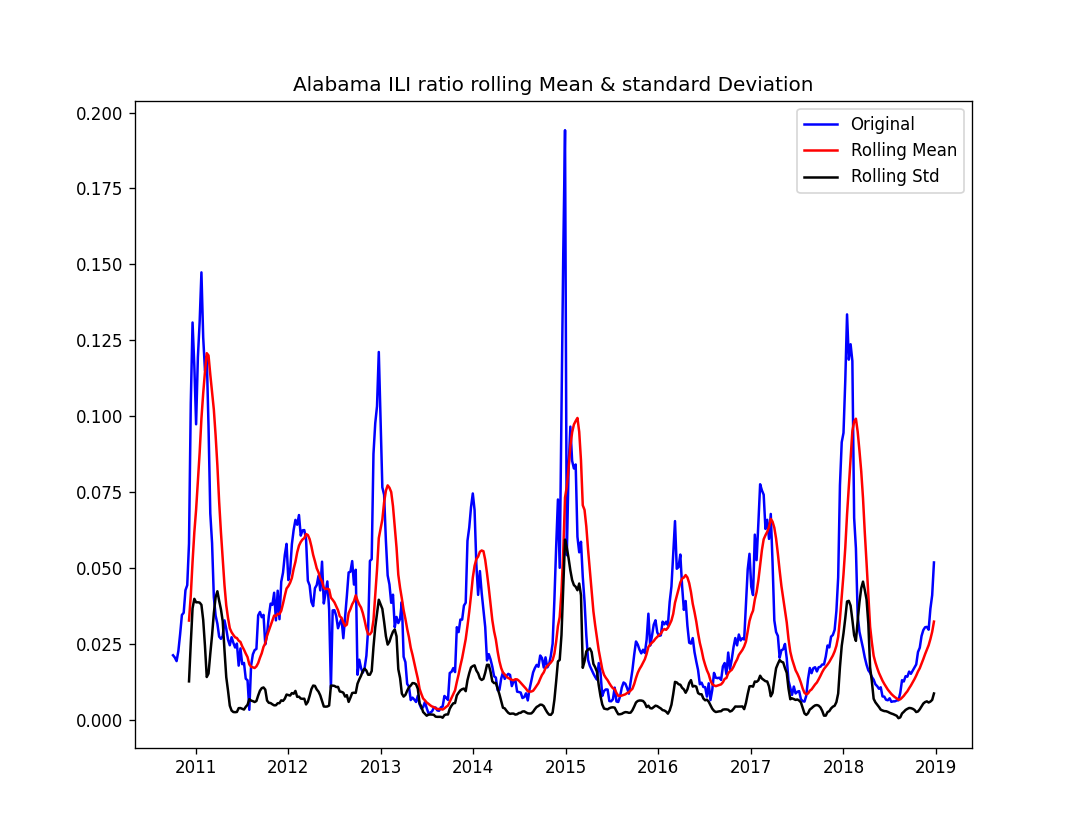 Alabama ILI ratio rolling Mean & standard Deviation
0.200
0.175
0.150
0.125
0.100
0.075
0.050
0.025
0.000
Original
Rolling Mean
Rolling Std
2011 2012 2013 2014 2015 2016 2017 2018 2019